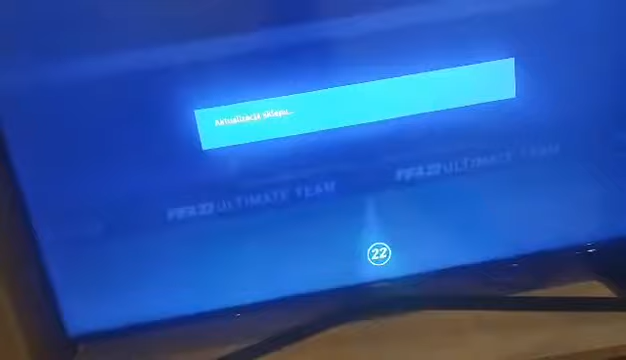 Aktualizacja sklepu...
FIFA 22 ULTIMATE TEAM
FIFA 22 ULTIMATE TEAM
22